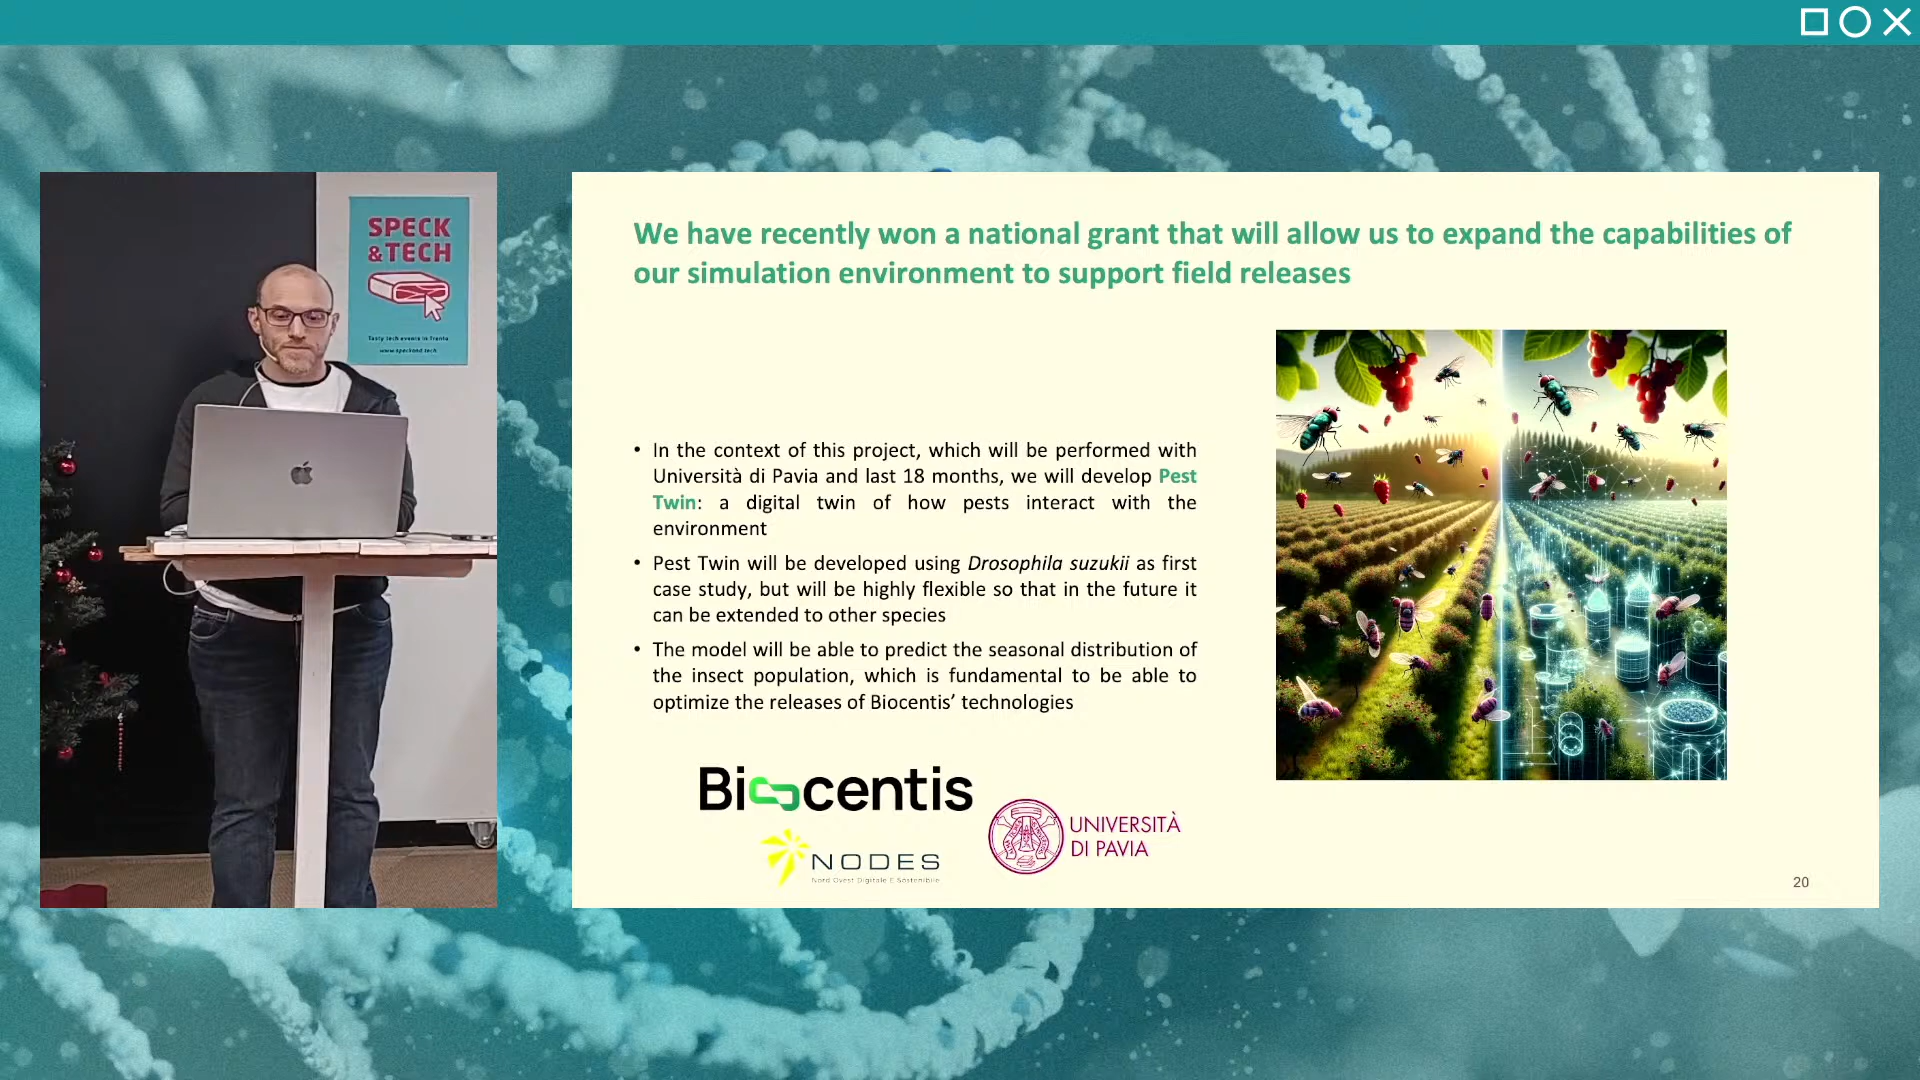 SPECK
&TECH
Tasty tech events in Trento
www.speckand.tech
We have recently won a national grant that will allow us to expand the capabilities of
our simulation environment to support field releases
• In the context of this project, which will be performed with
Università di Pavia and last 18 months, we will develop Pest
Twin: a digital twin of how pests interact with the
environment
• Pest Twin will be developed using Drosophila suzukii as first
case study, but will be highly flexible so that in the future it
can be extended to other species
• The model will be able to predict the seasonal distribution of
the insect population, which is fundamental to be able to
optimize the releases of Biocentis’ technologies
Biocentis
NODES
Nord Ovest Digitale E Sostenibile
UNIVERSITÀ
DI PAVIA
20